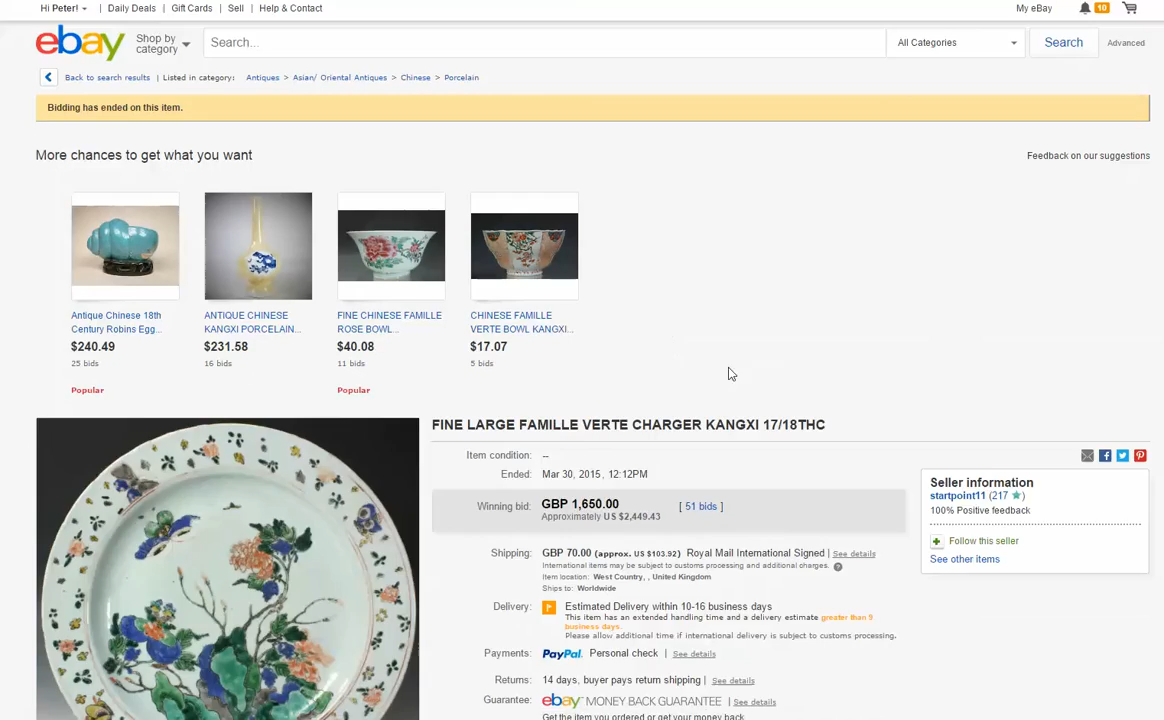 Hi Peter! | Daily Deals | Gift Cards | Sell | Help & Contact My eBay 10
ebay Shop by category Search... All Categories Search Advanced
Back to search results | Listed in category: Antiques > Asian/ Oriental Antiques > Chinese > Porcelain
Bidding has ended on this item.
More chances to get what you want Feedback on our suggestions
Antique Chinese 18th
Century Robins Egg...
$240.49
25 bids
Popular
ANTIQUE CHINESE
KANGXI PORCELAIN...
$231.58
16 bids
FINE CHINESE FAMILLE
ROSE BOWL...
$40.08
11 bids
Popular
CHINESE FAMILLE
VERTE BOWL KANGXI...
$17.07
5 bids
FINE LARGE FAMILLE VERTE CHARGER KANGXI 17/18THC
Item condition: --
Ended: Mar 30, 2015 , 12:12PM
Winning bid: GBP 1,650.00 [ 51 bids ]
Approximately US $2,449.43
Shipping: GBP 70.00 (approx. US $103.92) Royal Mail International Signed | See details
International items may be subject to customs processing and additional charges. ?
Item location: West Country, , United Kingdom
Ships to: Worldwide
Delivery: Estimated Delivery within 10-16 business days
This item has an extended handling time and a delivery estimate greater than 9
business days.
Please allow additional time if international delivery is subject to customs processing.
Payments: PayPal Personal check | See details
Returns: 14 days, buyer pays return shipping | See details
Guarantee: ebay MONEY BACK GUARANTEE | See details
Get the item you ordered or get your money back.
Seller information
startpoint11 (217 )
100% Positive feedback
+ Follow this seller
See other items